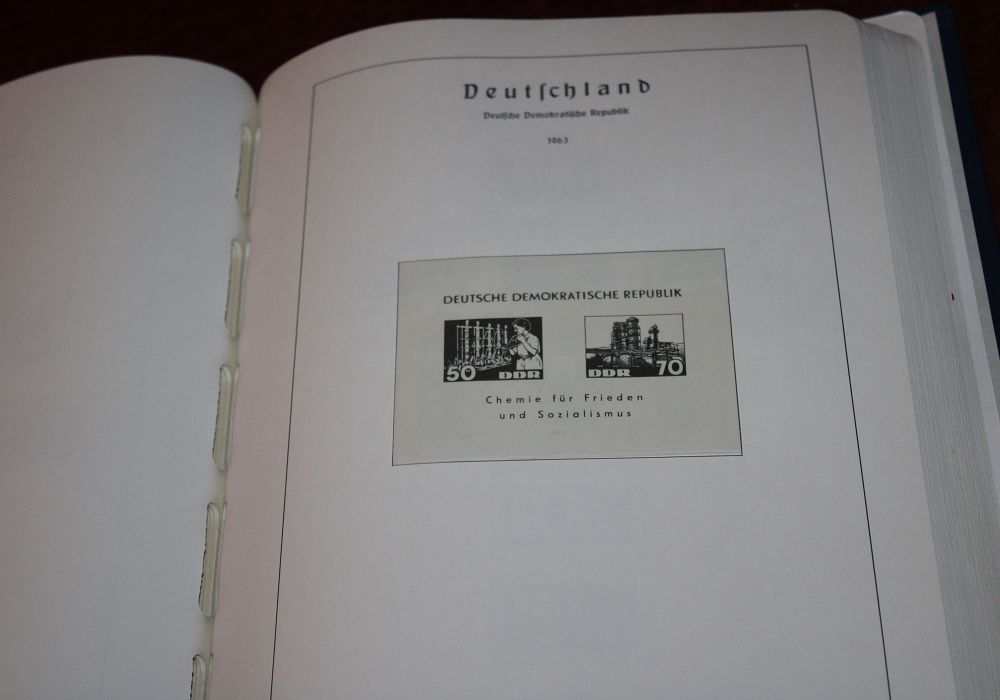 Deutſchland
Deutſche Demokratiſche Republik
1963
DEUTSCHE DEMOKRATISCHE REPUBLIK
50 DDR
DDR 70
Chemie für Frieden
und Sozialismus